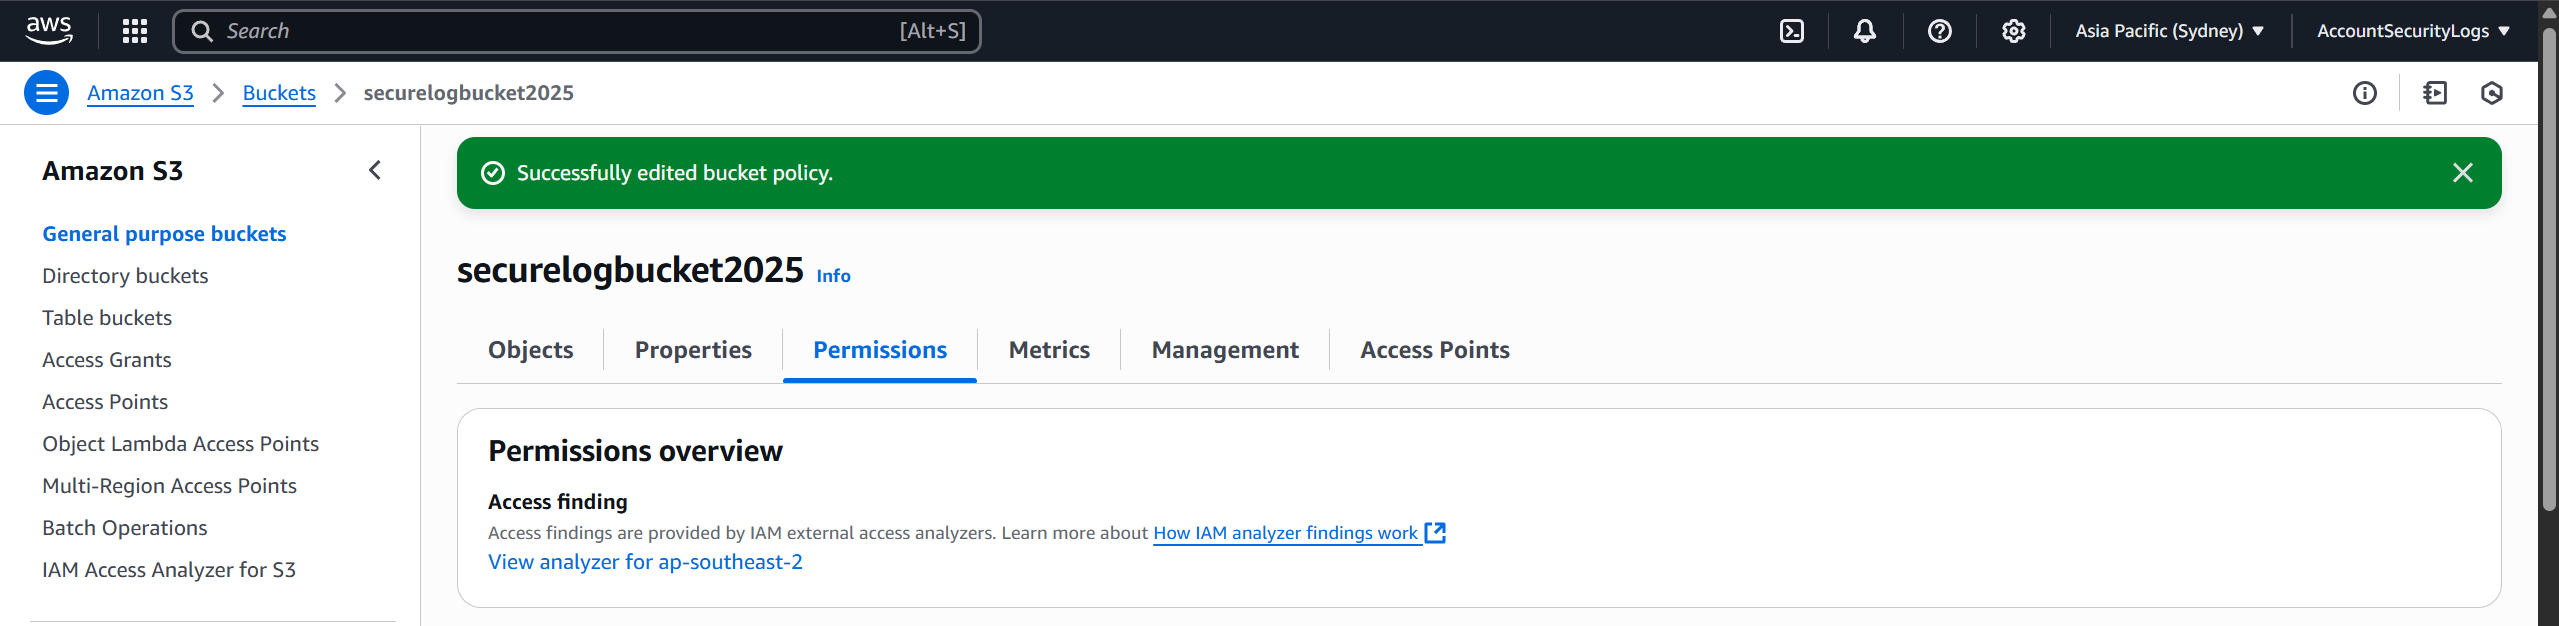 aws
Search
[Alt+S]
Asia Pacific (Sydney)
AccountSecurityLogs
Amazon S3
Buckets
securelogbucket2025
Amazon S3
General purpose buckets
Directory buckets
Table buckets
Access Grants
Access Points
Object Lambda Access Points
Multi-Region Access Points
Batch Operations
IAM Access Analyzer for S3
Successfully edited bucket policy.
securelogbucket2025 Info
Objects
Properties
Permissions
Metrics
Management
Access Points
Permissions overview
Access finding
Access findings are provided by IAM external access analyzers. Learn more about How IAM analyzer findings work
View analyzer for ap-southeast-2